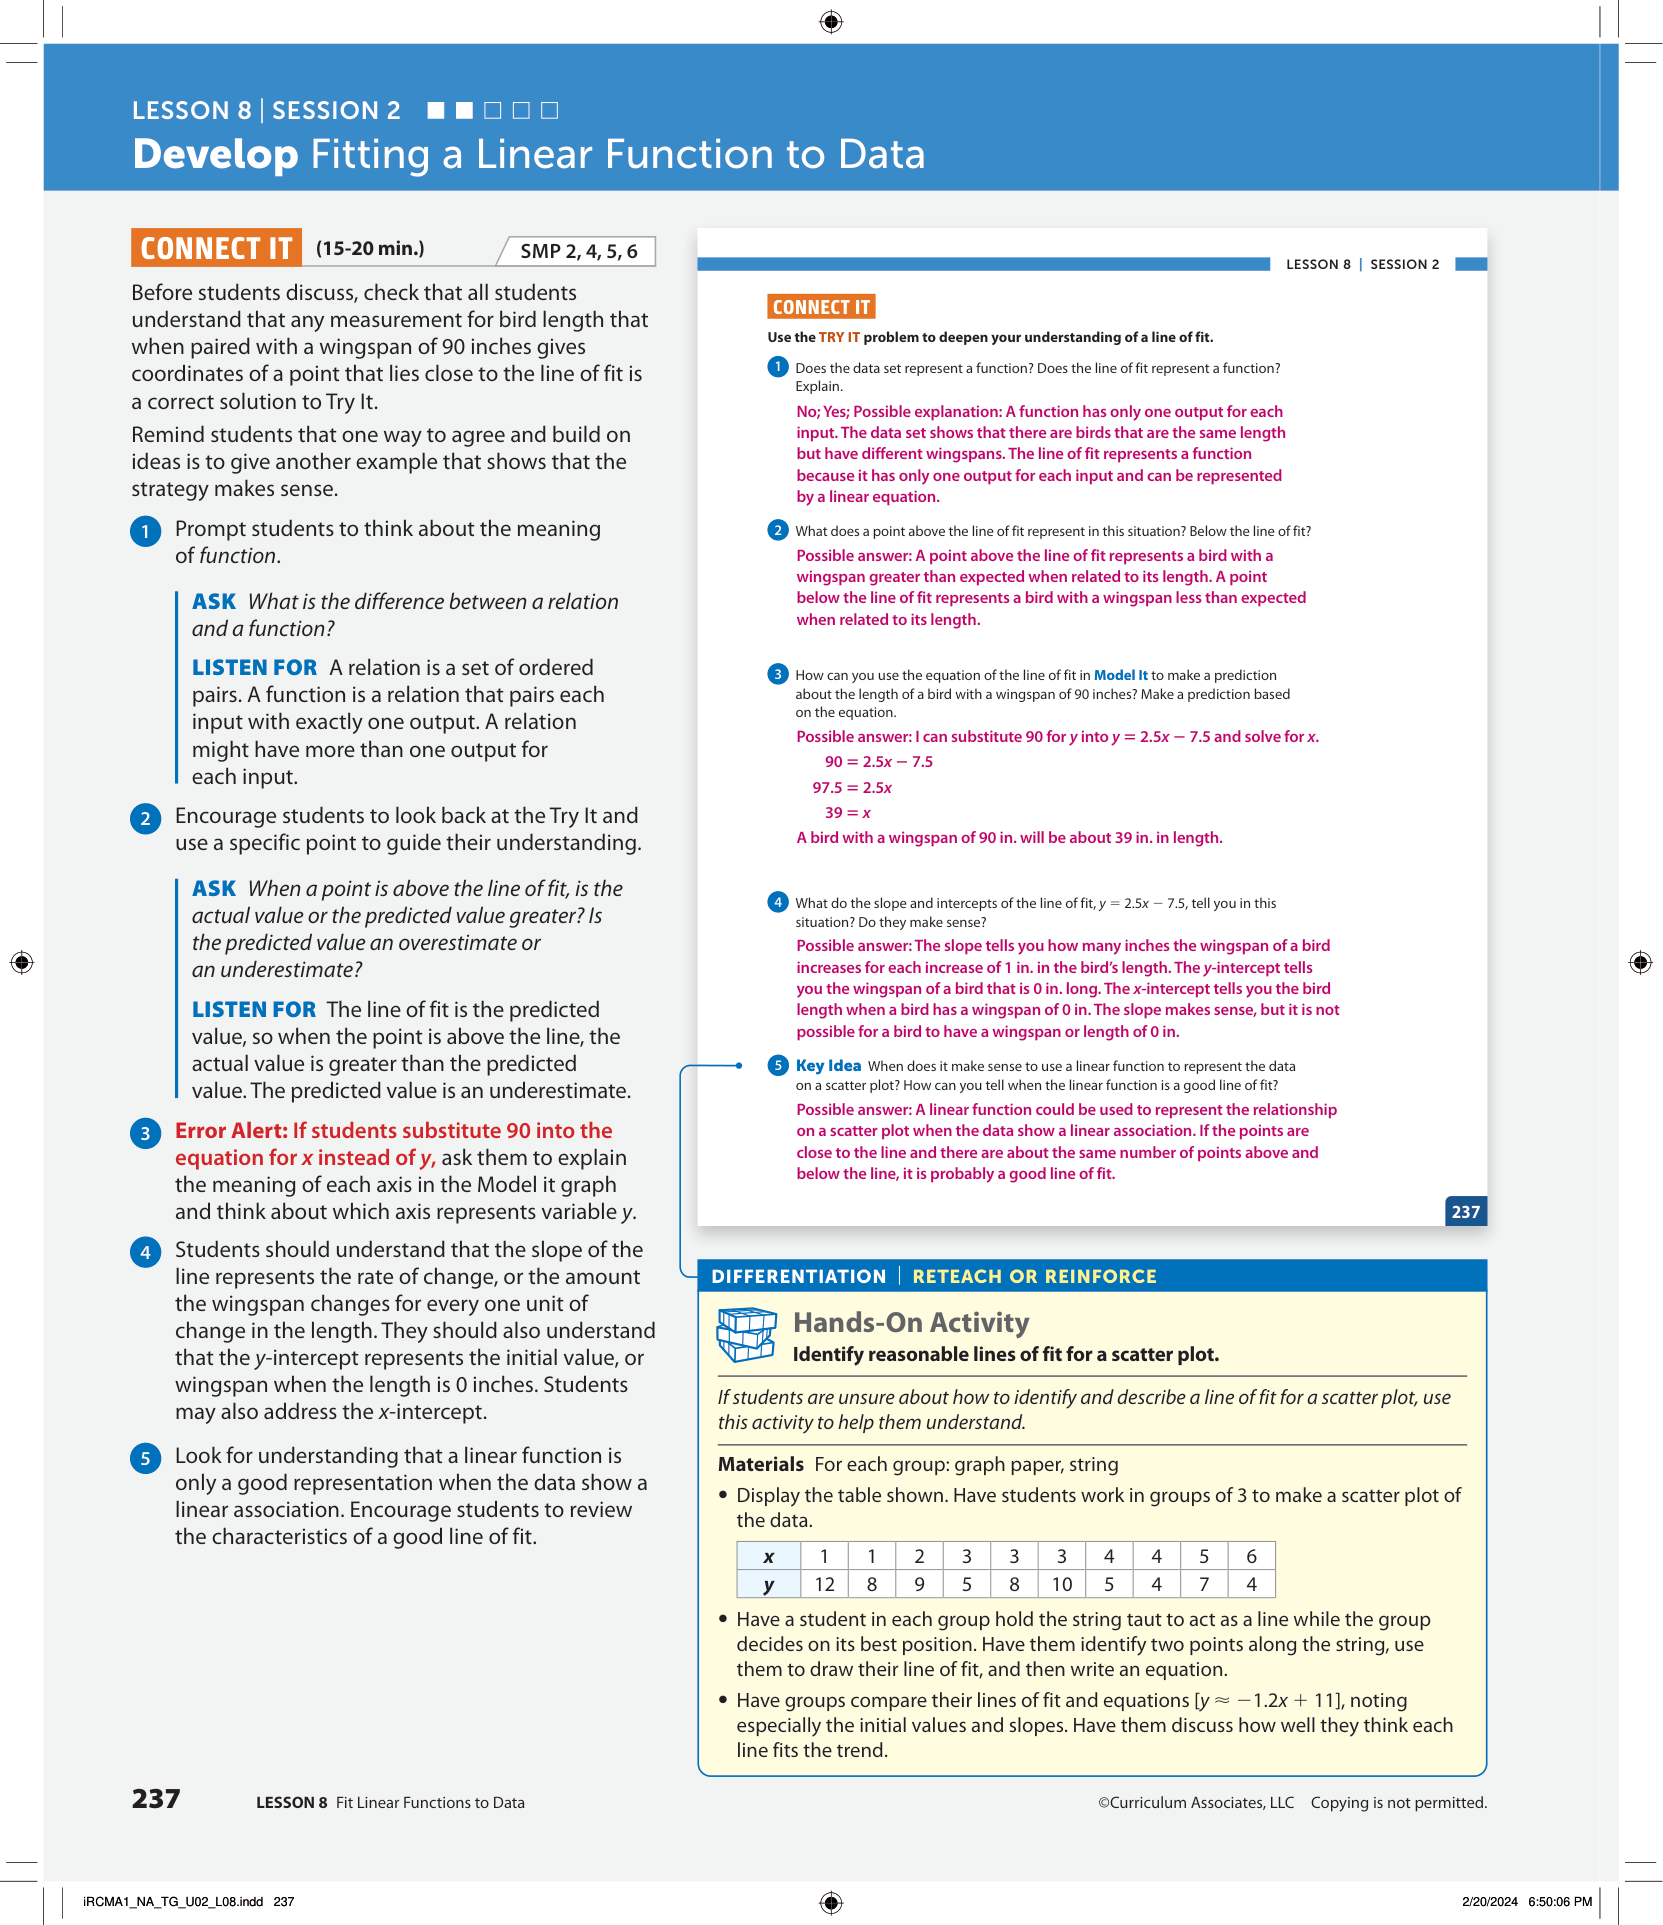 LESSON 8 | SESSION 2
Develop Fitting a Linear Function to Data
CONNECT IT (15-20 min.) SMP 2, 4, 5, 6
Before students discuss, check that all students
understand that any measurement for bird length that
when paired with a wingspan of 90 inches gives
coordinates of a point that lies close to the line of fit is
a correct solution to Try It.
Remind students that one way to agree and build on
ideas is to give another example that shows that the
strategy makes sense.
1 Prompt students to think about the meaning
of function.
ASK What is the difference between a relation
and a function?
LISTEN FOR A relation is a set of ordered
pairs. A function is a relation that pairs each
input with exactly one output. A relation
might have more than one output for
each input.
2 Encourage students to look back at the Try It and
use a specific point to guide their understanding.
ASK When a point is above the line of fit, is the
actual value or the predicted value greater? Is
the predicted value an overestimate or
an underestimate?
LISTEN FOR The line of fit is the predicted
value, so when the point is above the line, the
actual value is greater than the predicted
value. The predicted value is an underestimate.
3 Error Alert: If students substitute 90 into the
equation for x instead of y, ask them to explain
the meaning of each axis in the Model it graph
and think about which axis represents variable y.
4 Students should understand that the slope of the
line represents the rate of change, or the amount
the wingspan changes for every one unit of
change in the length. They should also understand
that the y-intercept represents the initial value, or
wingspan when the length is 0 inches. Students
may also address the x-intercept.
5 Look for understanding that a linear function is
only a good representation when the data show a
linear association. Encourage students to review
the characteristics of a good line of fit.
LESSON 8 | SESSION 2
CONNECT IT
Use the TRY IT problem to deepen your understanding of a line of fit.
1 Does the data set represent a function? Does the line of fit represent a function?
Explain.
No; Yes; Possible explanation: A function has only one output for each
input. The data set shows that there are birds that are the same length
but have different wingspans. The line of fit represents a function
because it has only one output for each input and can be represented
by a linear equation.
2 What does a point above the line of fit represent in this situation? Below the line of fit?
Possible answer: A point above the line of fit represents a bird with a
wingspan greater than expected when related to its length. A point
below the line of fit represents a bird with a wingspan less than expected
when related to its length.
3 How can you use the equation of the line of fit in Model It to make a prediction
about the length of a bird with a wingspan of 90 inches? Make a prediction based
on the equation.
Possible answer: I can substitute 90 for y into y = 2.5x − 7.5 and solve for x.
90 = 2.5x − 7.5
97.5 = 2.5x
39 = x
A bird with a wingspan of 90 in. will be about 39 in. in length.
4 What do the slope and intercepts of the line of fit, y = 2.5x − 7.5, tell you in this
situation? Do they make sense?
Possible answer: The slope tells you how many inches the wingspan of a bird
increases for each increase of 1 in. in the bird's length. The y-intercept tells
you the wingspan of a bird that is 0 in. long. The x-intercept tells you the bird
length when a bird has a wingspan of 0 in. The slope makes sense, but it is not
possible for a bird to have a wingspan or length of 0 in.
5 Key Idea When does it make sense to use a linear function to represent the data
on a scatter plot? How can you tell when the linear function is a good line of fit?
Possible answer: A linear function could be used to represent the relationship
on a scatter plot when the data show a linear association. If the points are
close to the line and there are about the same number of points above and
below the line, it is probably a good line of fit.
237
DIFFERENTIATION | RETEACH OR REINFORCE
Hands-On Activity
Identify reasonable lines of fit for a scatter plot.
If students are unsure about how to identify and describe a line of fit for a scatter plot, use
this activity to help them understand.
Materials For each group: graph paper, string
• Display the table shown. Have students work in groups of 3 to make a scatter plot of
the data.
x 1 1 2 3 3 3 4 4 5 6
y 12 8 9 5 8 10 5 4 7 4
• Have a student in each group hold the string taut to act as a line while the group
decides on its best position. Have them identify two points along the string, use
them to draw their line of fit, and then write an equation.
• Have groups compare their lines of fit and equations [y ≈ −1.2x + 11], noting
especially the initial values and slopes. Have them discuss how well they think each
line fits the trend.
237 LESSON 8 Fit Linear Functions to Data ©Curriculum Associates, LLC Copying is not permitted.
iRCMA1_NA_TG_U02_L08.indd 237 2/20/2024 6:50:06 PM